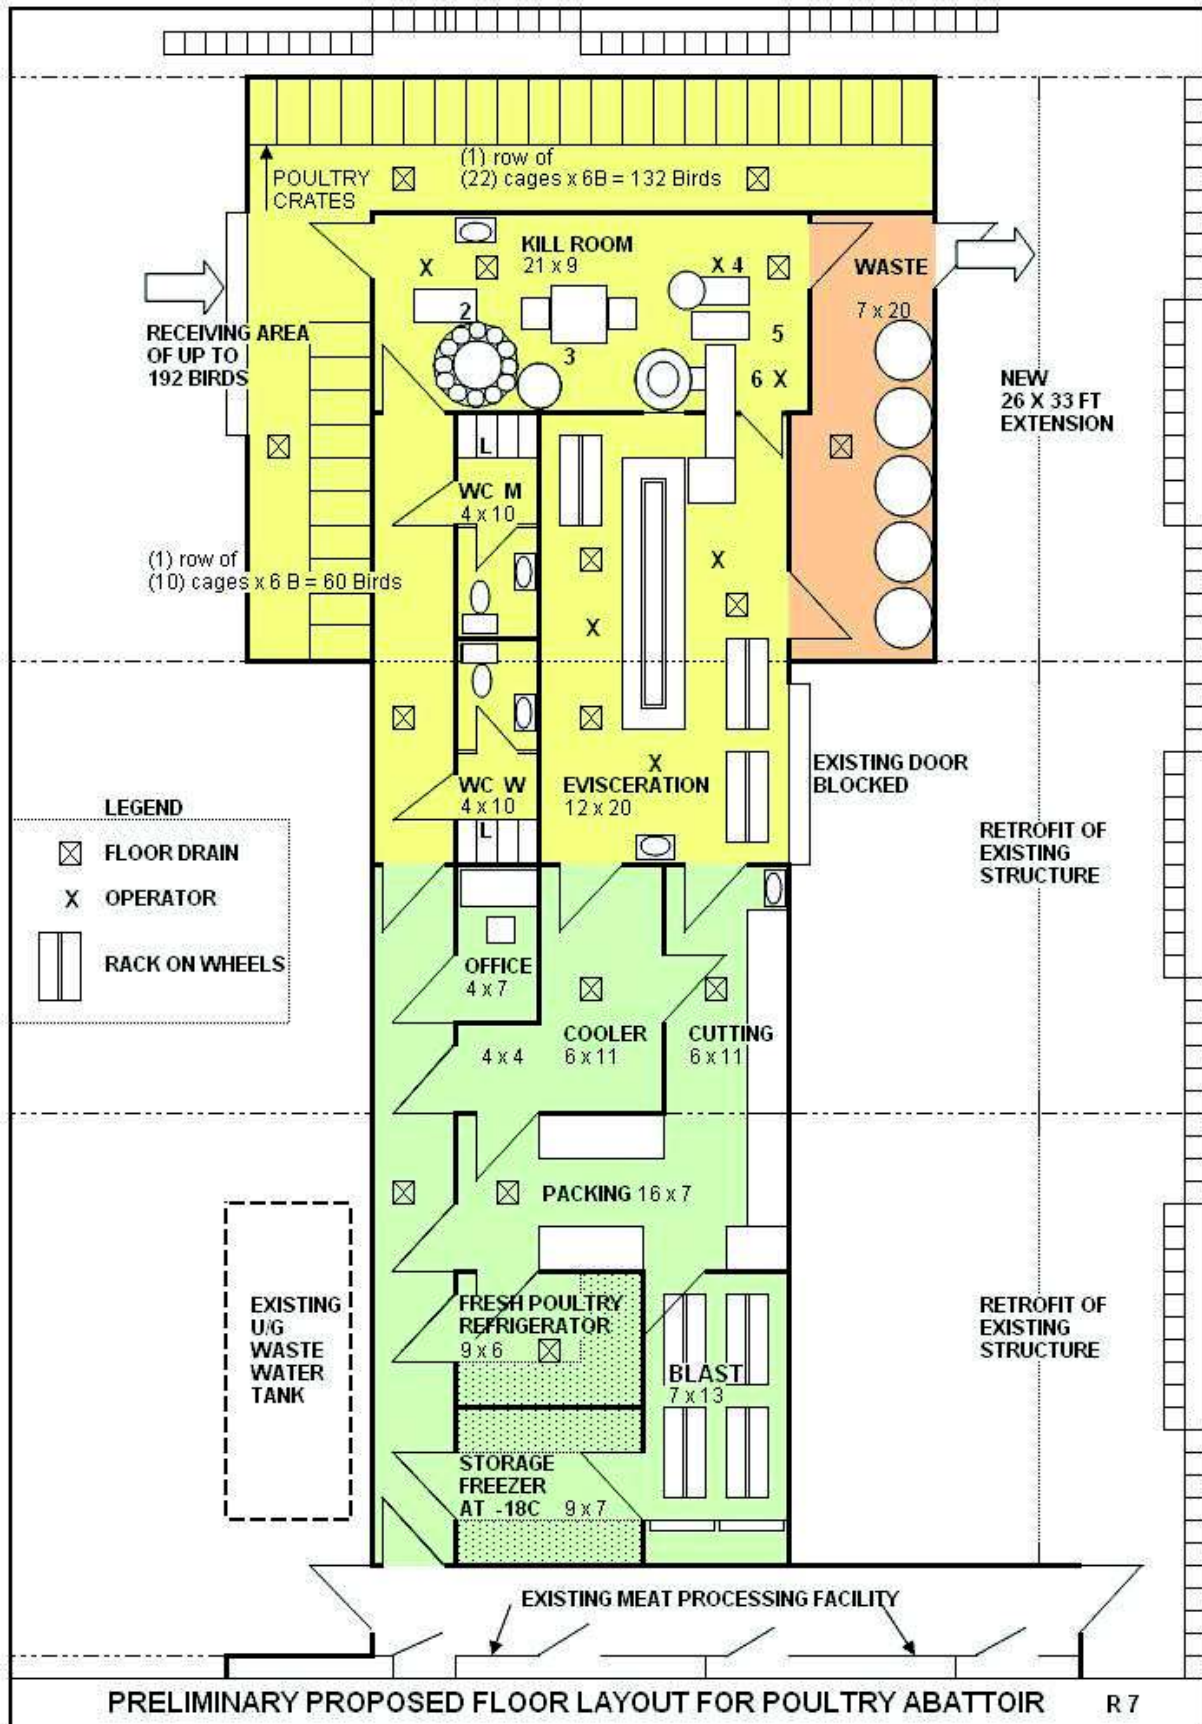 (1) row of
(22) cages x 6B = 132 Birds
POULTRY
CRATES
KILL ROOM
21 x 9
X
X 4
WASTE
7 x 20
2
3
5
6 X
RECEIVING AREA
OF UP TO
192 BIRDS
NEW
26 X 33 FT
EXTENSION
L
WC M
4 x 10
(1) row of
(10) cages x 6 B = 60 Birds
X
X
X
WC W
4 x 10
L
EVISCERATION
12 x 20
EXISTING DOOR
BLOCKED
LEGEND
FLOOR DRAIN
X OPERATOR
RACK ON WHEELS
RETROFIT OF
EXISTING
STRUCTURE
OFFICE
4 x 7
4 x 4
COOLER
6 x 11
CUTTING
6 x 11
PACKING 16 x 7
EXISTING
U/G
WASTE
WATER
TANK
FRESH POULTRY
REFRIGERATOR
9 x 6
BLAST
7 x 13
RETROFIT OF
EXISTING
STRUCTURE
STORAGE
FREEZER
AT -18C 9 x 7
EXISTING MEAT PROCESSING FACILITY
PRELIMINARY PROPOSED FLOOR LAYOUT FOR POULTRY ABATTOIR R 7